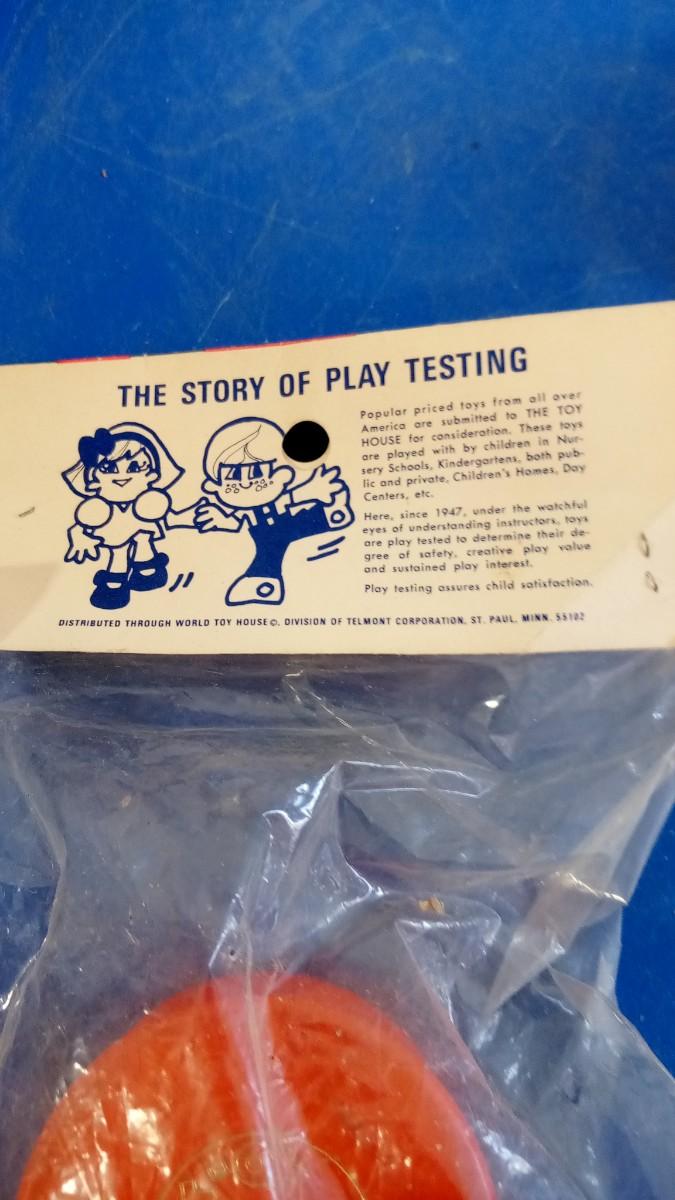 THE STORY OF PLAY TESTING
Popular priced toys from all over
America are submitted to THE TOY
HOUSE for consideration. These toys
are played with by children in Nur-
sery Schools, Kindergartens, both pub-
lic and private, Children's Homes, Day
Centers, etc.
Here, since 1947, under the watchful
eyes of understanding instructors, toys
are play tested to determine their de-
gree of safety, creative play value
and sustained play interest.
Play testing assures child satisfaction.
DISTRIBUTED THROUGH WORLD TOY HOUSE©, DIVISION OF TELMONT CORPORATION, ST. PAUL, MINN. 55102